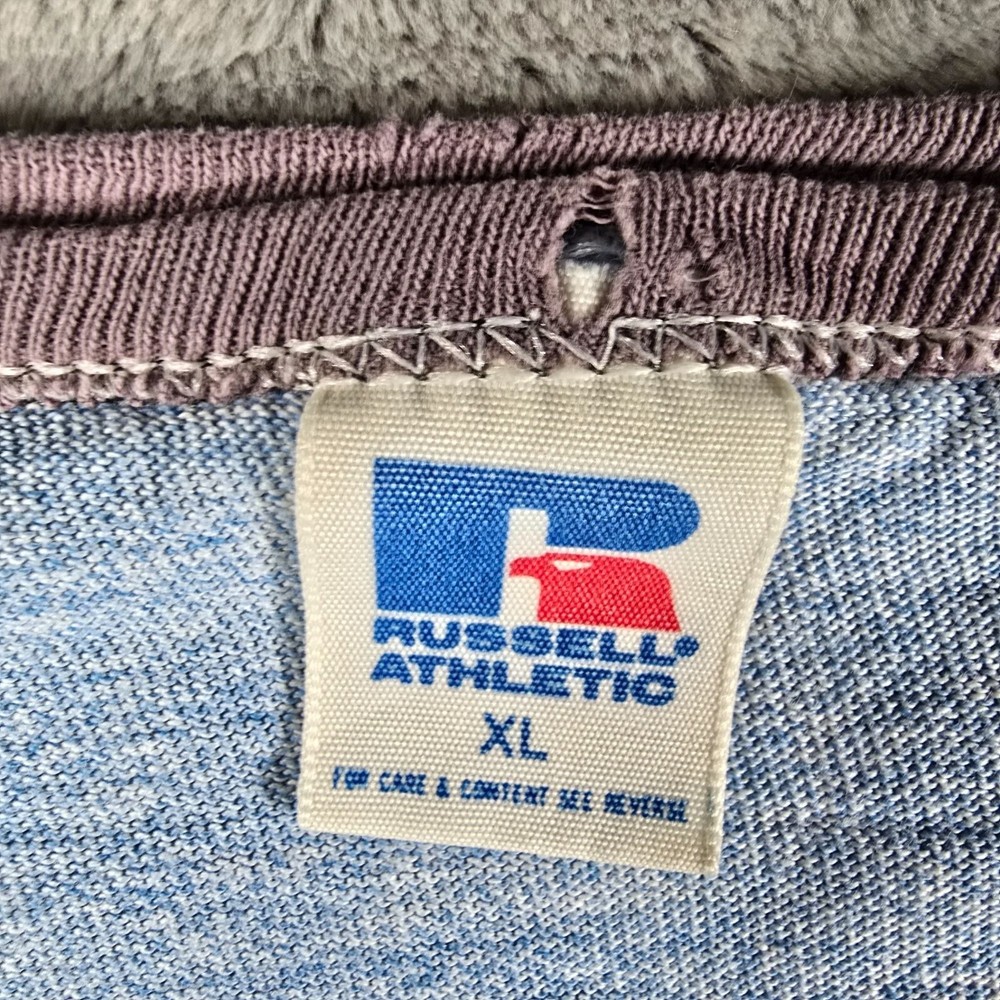 RUSSELL®
ATHLETIC
XL
FOR CARE & CONTENT SEE REVERSE